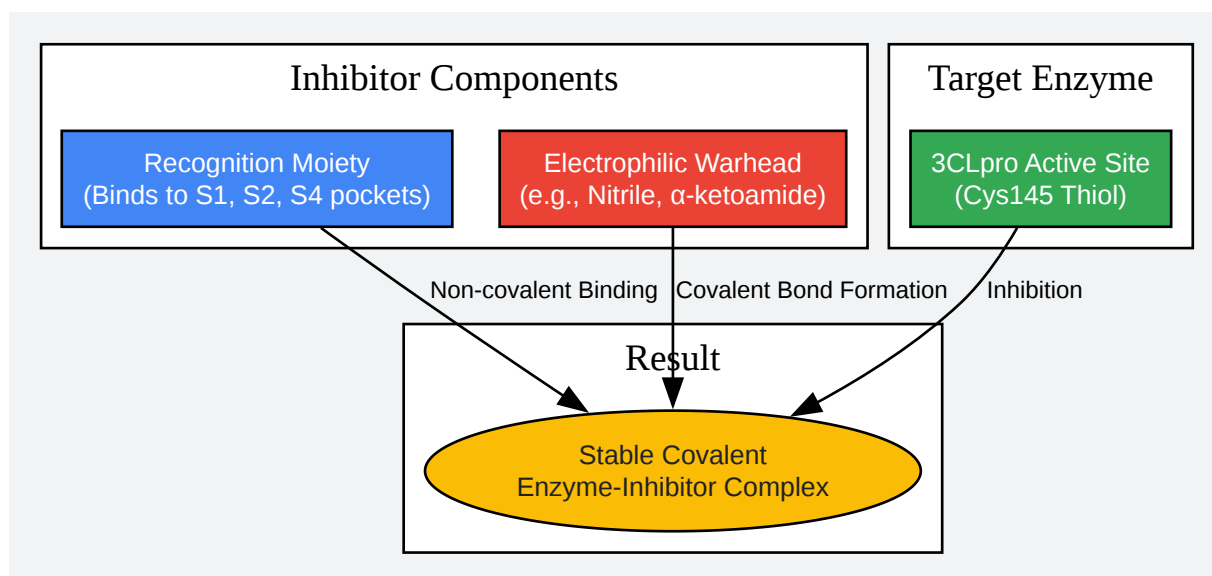 Inhibitor Components
Target Enzyme
Recognition Moiety
(Binds to S1, S2, S4 pockets)
Electrophilic Warhead
(e.g., Nitrile, α-ketoamide)
3CLpro Active Site
(Cys145 Thiol)
Non-covalent Binding
Covalent Bond Formation
Inhibition
Result
Stable Covalent
Enzyme-Inhibitor Complex